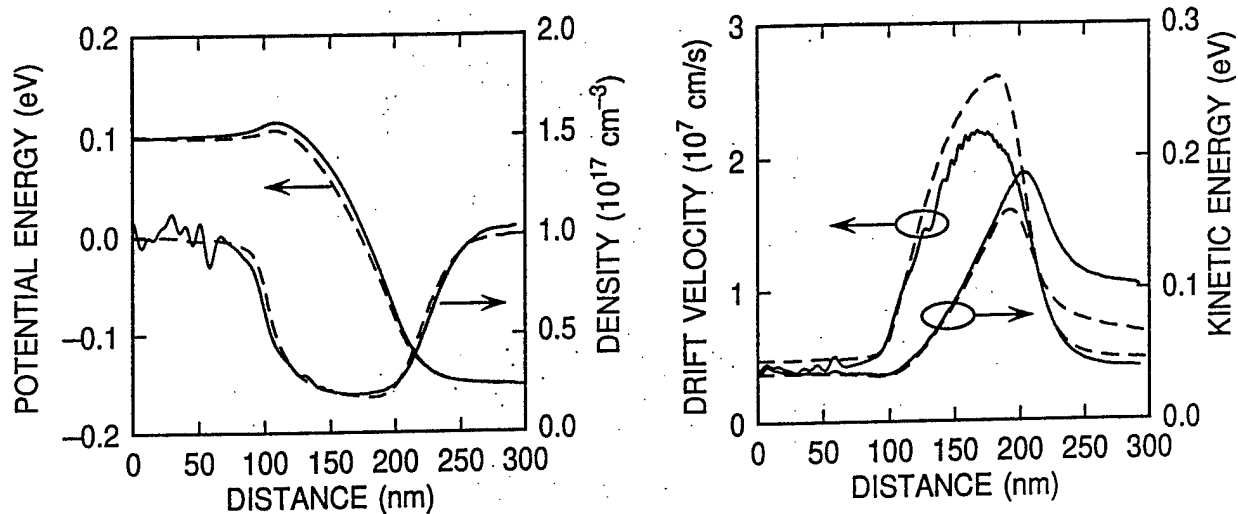 POTENTIAL ENERGY (eV)
0.2
0.1
0.0
−0.1
−0.2
0 50 100 150 200 250 300
DISTANCE (nm)
2.0
1.5
1.0
0.5
0.0
DENSITY (10¹⁷ cm⁻³)
DRIFT VELOCITY (10⁷ cm/s)
3
2
1
0
0 50 100 150 200 250 300
DISTANCE (nm)
0.3
0.2
0.1
0.0
KINETIC ENERGY (eV)